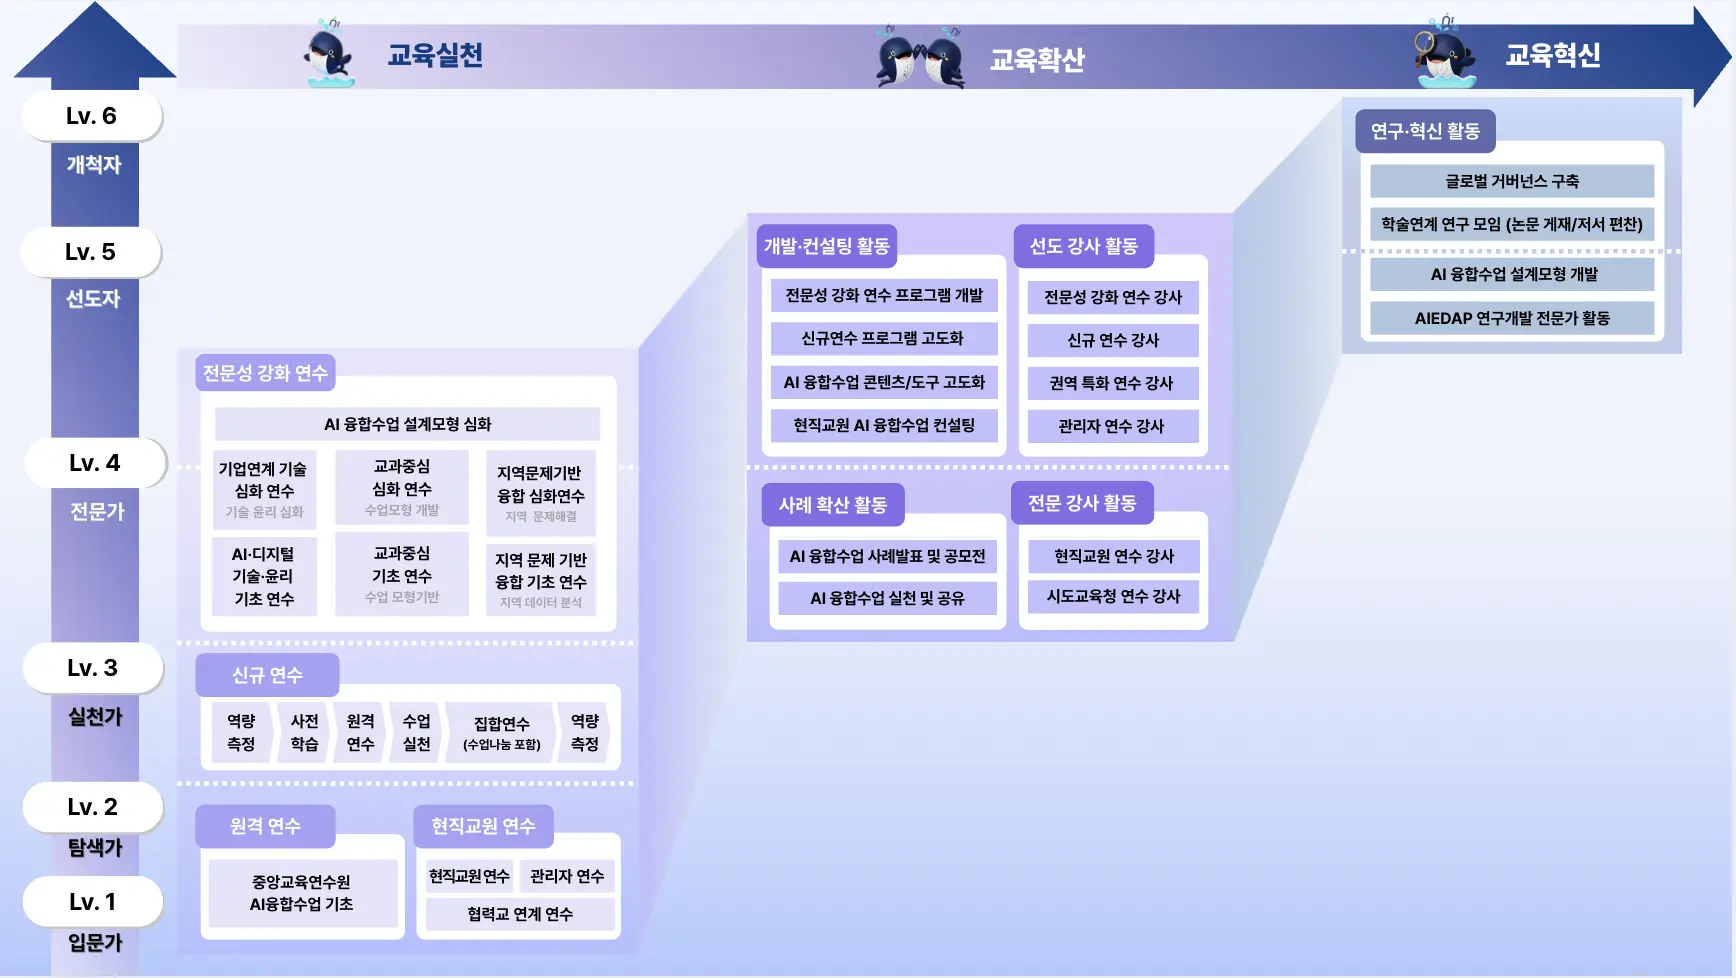 교육실천
교육확산
교육혁신
Lv. 6
개척자
Lv. 5
선도자
Lv. 4
전문가
Lv. 3
실천가
Lv. 2
탐색가
Lv. 1
입문가
전문성 강화 연수
AI 융합수업 설계모형 심화
기업연계 기술
심화 연수
기술 윤리 심화
교과중심
심화 연수
수업모형 개발
지역문제기반
융합 심화연수
지역 문제해결
AI·디지털
기술·윤리
기초 연수
교과중심
기초 연수
수업 모형기반
지역 문제 기반
융합 기초 연수
지역 데이터 분석
신규 연수
역량
측정
사전
학습
원격
연수
수업
실천
집합연수
(수업나눔 포함)
역량
측정
원격 연수
중앙교육연수원
AI융합수업 기초
현직교원 연수
현직교원 연수
관리자 연수
협력교 연계 연수
개발·컨설팅 활동
전문성 강화 연수 프로그램 개발
신규연수 프로그램 고도화
AI 융합수업 콘텐츠/도구 고도화
현직교원 AI 융합수업 컨설팅
선도 강사 활동
전문성 강화 연수 강사
신규 연수 강사
권역 특화 연수 강사
관리자 연수 강사
사례 확산 활동
AI 융합수업 사례발표 및 공모전
AI 융합수업 실천 및 공유
전문 강사 활동
현직교원 연수 강사
시도교육청 연수 강사
연구·혁신 활동
글로벌 거버넌스 구축
학술연계 연구 모임 (논문 게재/저서 편찬)
AI 융합수업 설계모형 개발
AIEDAP 연구개발 전문가 활동